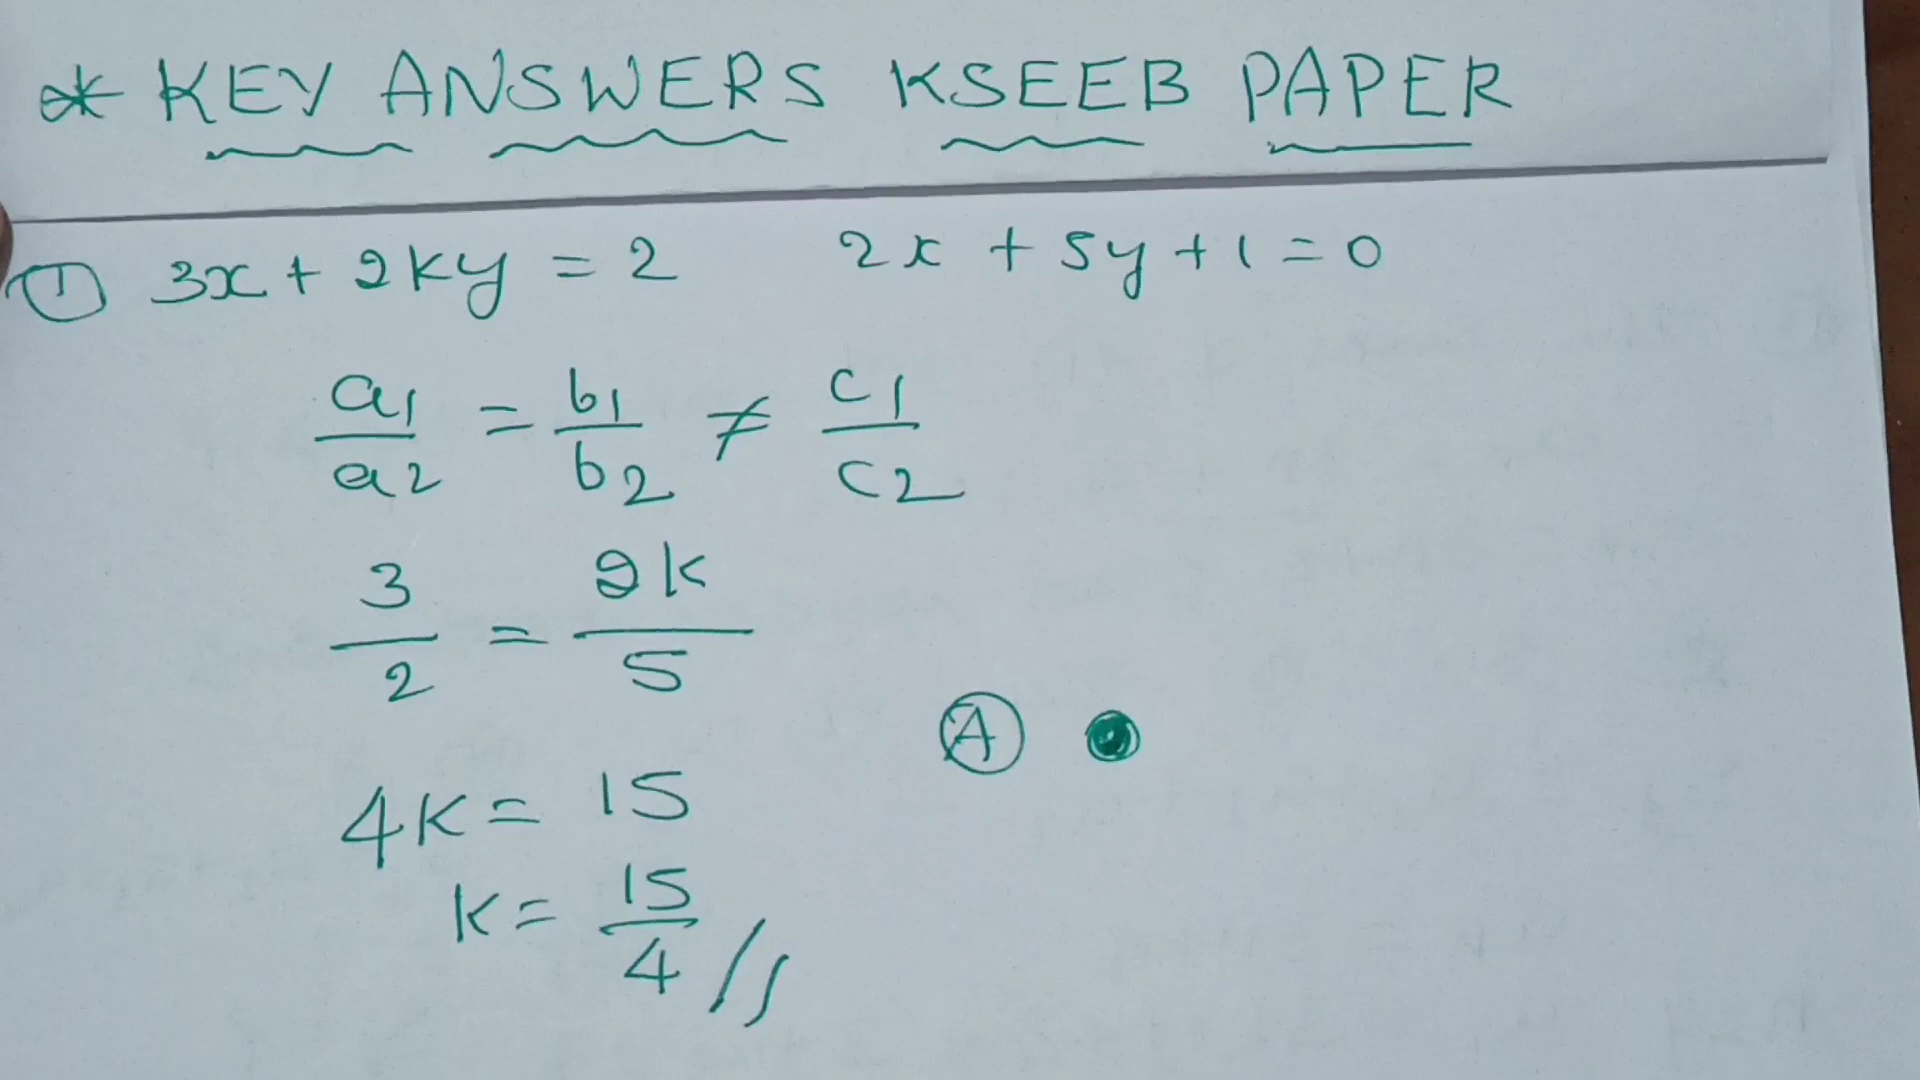 * KEY ANSWERS KSEEB PAPER
① 3x + 2ky = 2 2x + 5y + 1 = 0
a1/a2 = b1/b2 ≠ c1/c2
3/2 = 2k/5
Ⓐ
4k = 15
k = 15/4 //